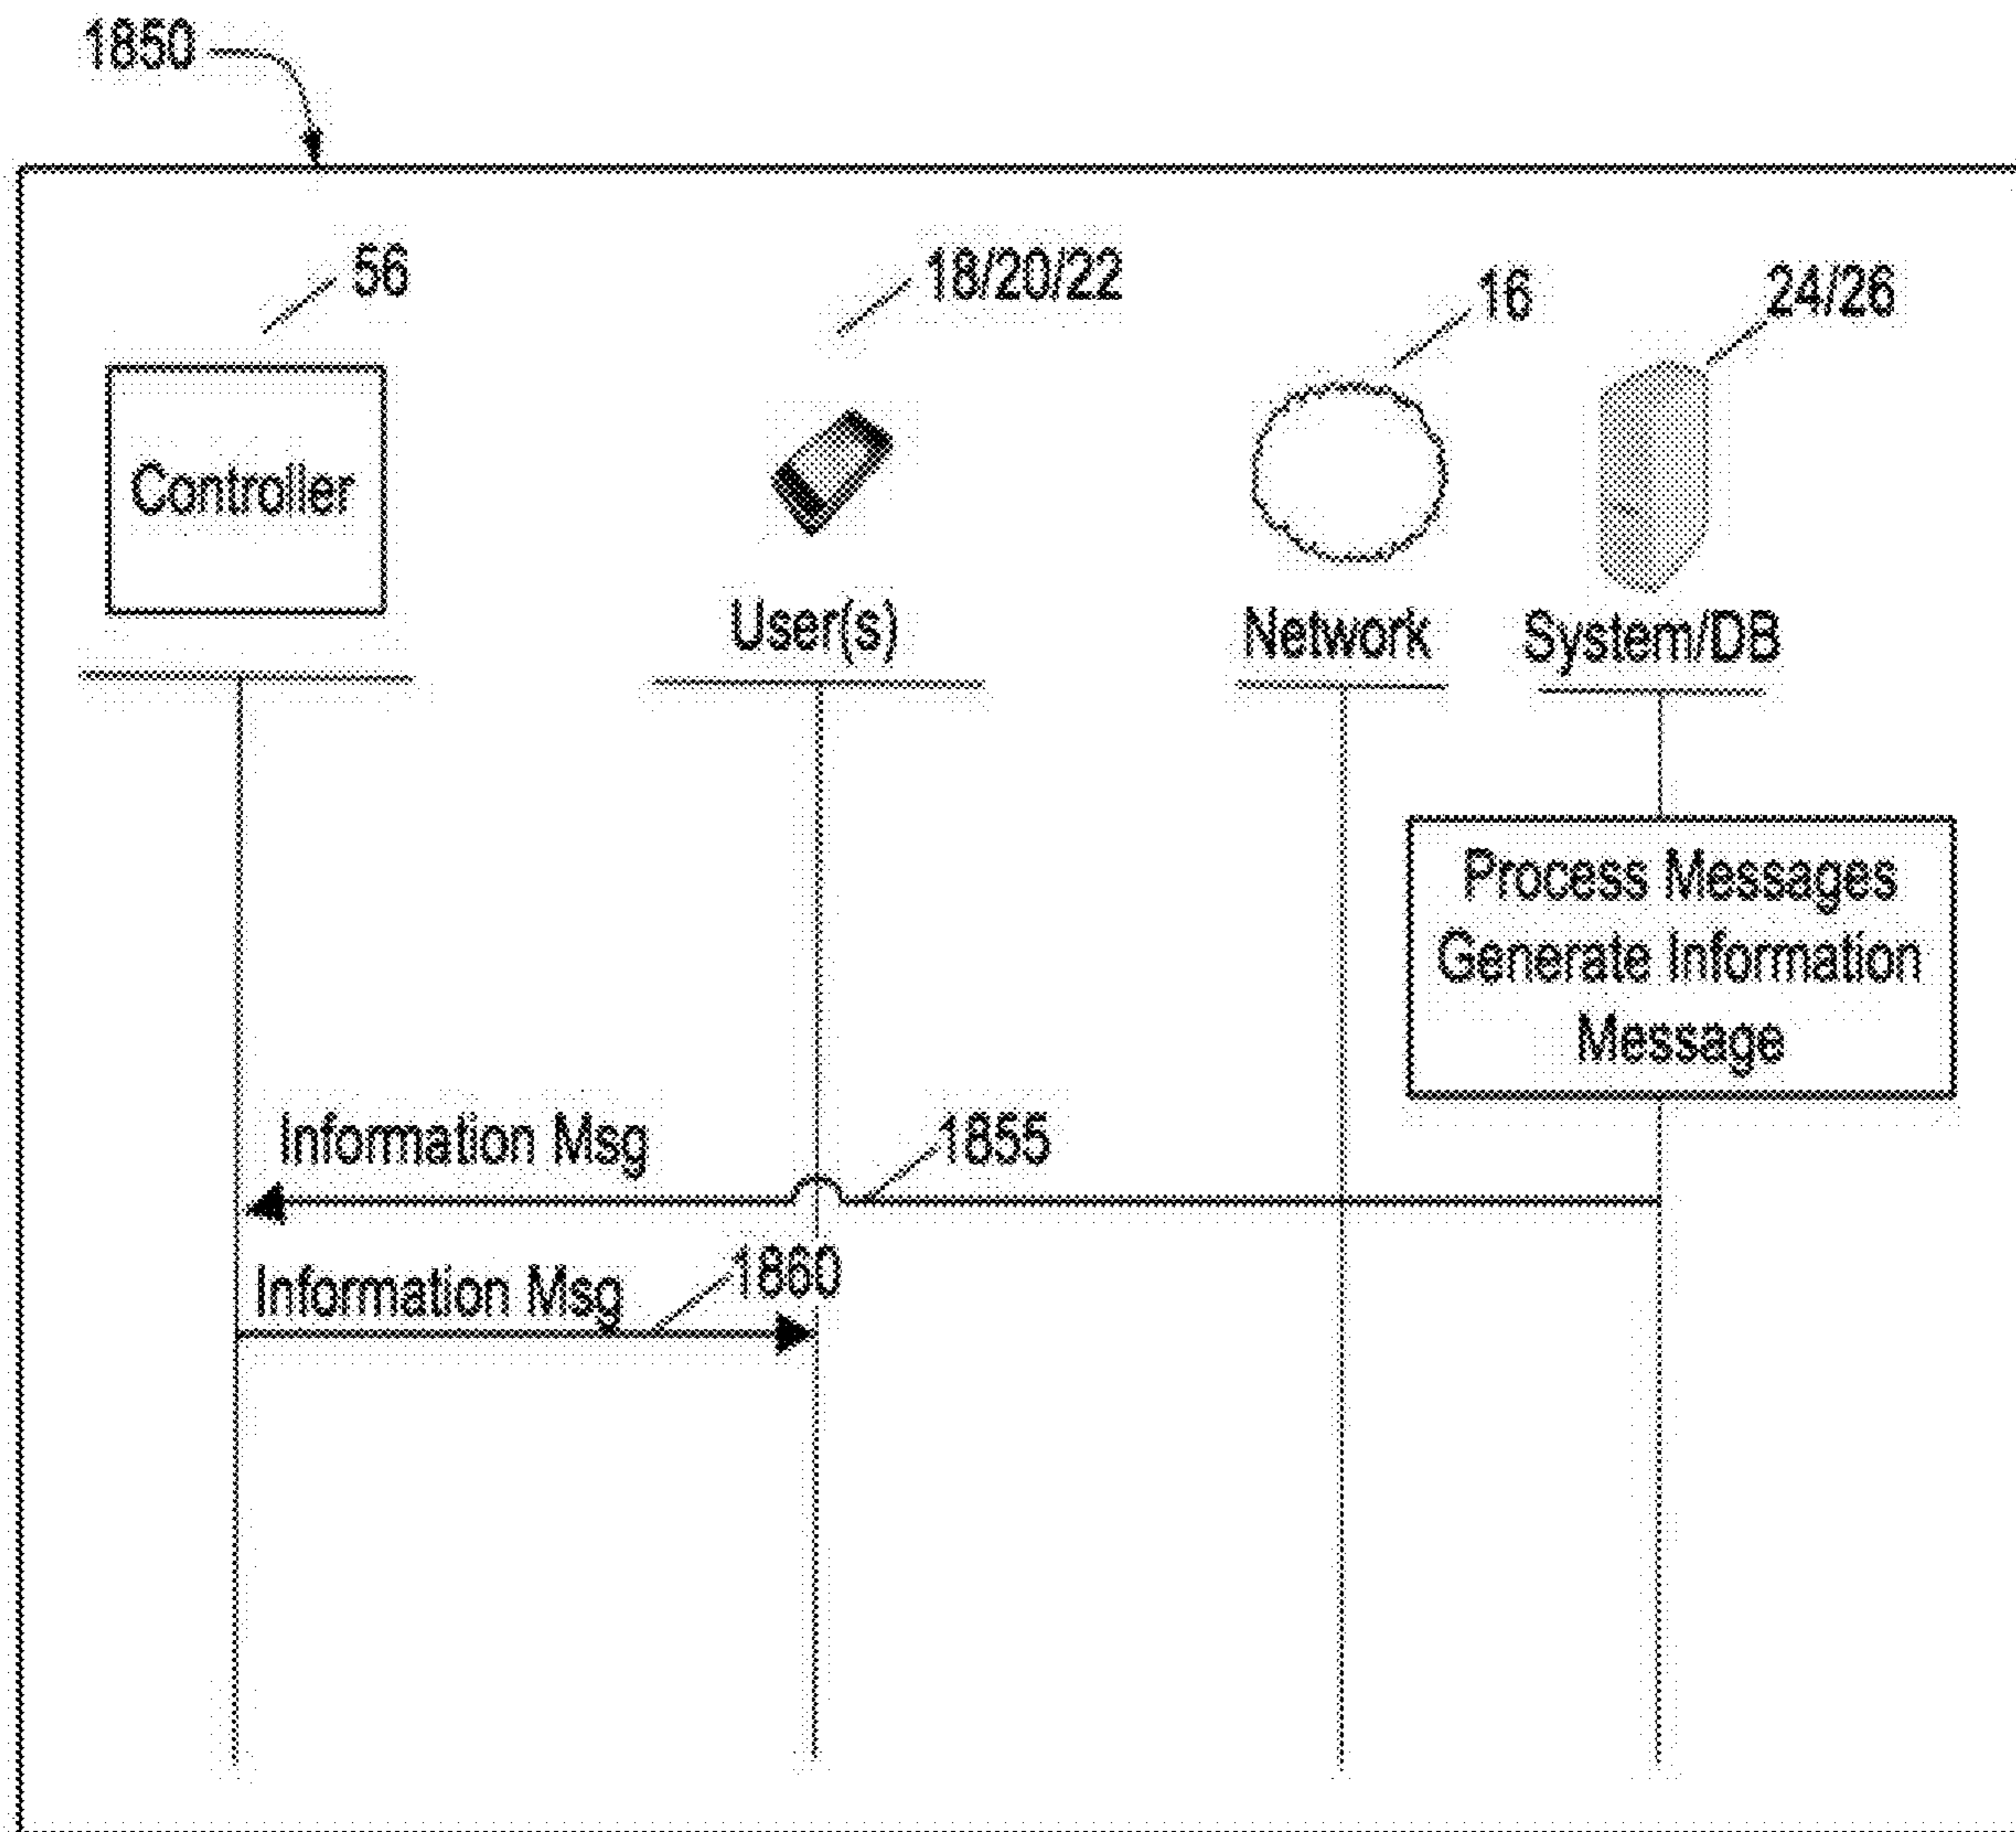 1850
56
18/20/22
16
24/26
Controller
User(s)
Network
System/DB
Process Messages
Generate Information
Message
Information Msg
1855
Information Msg
1860